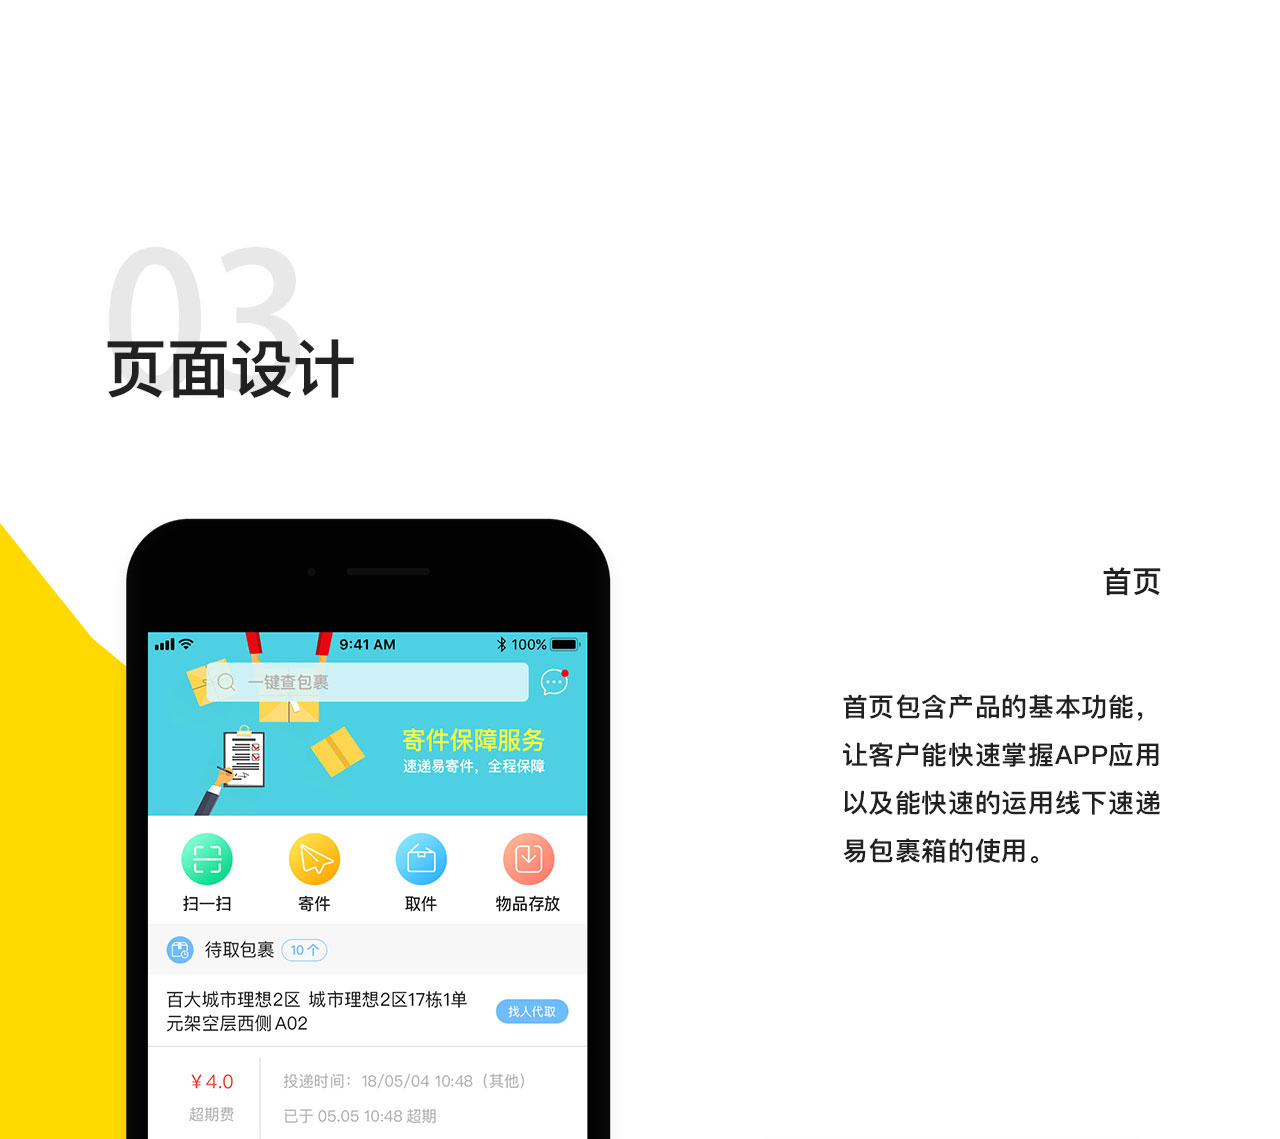 03
页面设计
首页
首页包含产品的基本功能，
让客户能快速掌握APP应用
以及能快速的运用线下速递
易包裹箱的使用。
9:41 AM
100%
一键查包裹
寄件保障服务
速递易寄件，全程保障
扫一扫
寄件
取件
物品存放
待取包裹
10 个
百大城市理想2区 城市理想2区17栋1单
元架空层西侧A02
找人代取
¥ 4.0
投递时间：18/05/04 10:48（其他）
超期费
已于 05.05 10:48 超期